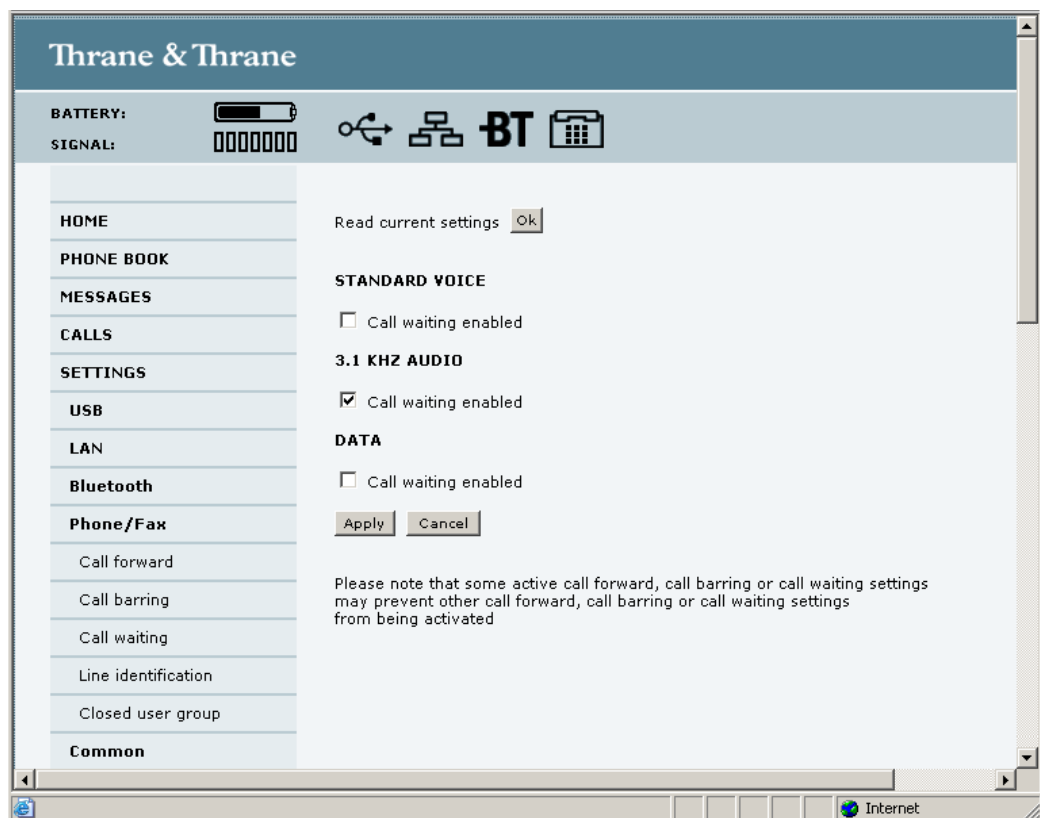 Thrane & Thrane
BATTERY:
SIGNAL:
BT
HOME
PHONE BOOK
MESSAGES
CALLS
SETTINGS
USB
LAN
Bluetooth
Phone/Fax
Call forward
Call barring
Call waiting
Line identification
Closed user group
Common
Read current settings Ok
STANDARD VOICE
Call waiting enabled
3.1 KHZ AUDIO
Call waiting enabled
DATA
Call waiting enabled
Apply Cancel
Please note that some active call forward, call barring or call waiting settings
may prevent other call forward, call barring or call waiting settings
from being activated
Internet